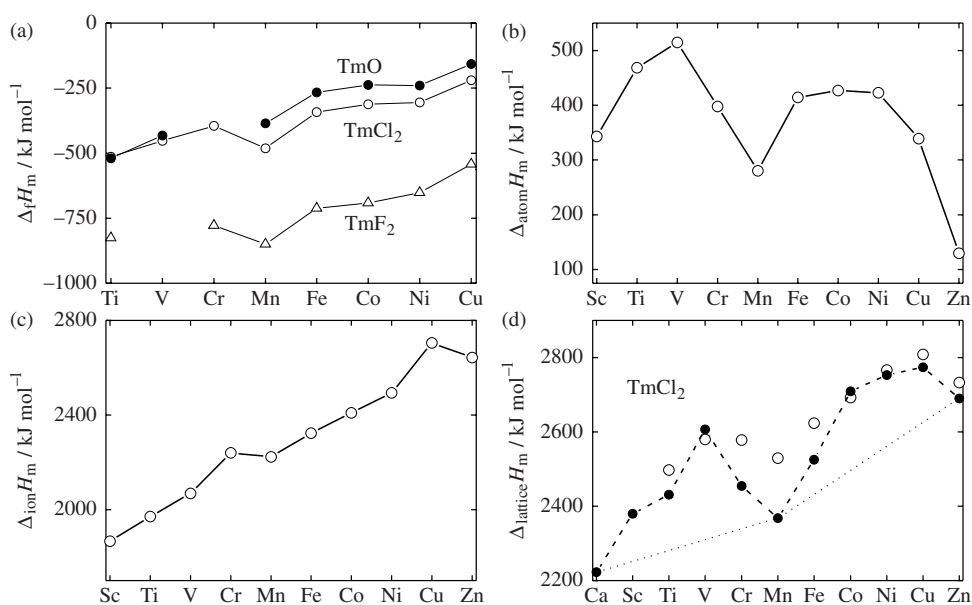 (a)
0
−250
−500
−750
−1000
Δ_fH_m / kJ mol⁻¹
TmO
TmCl₂
TmF₂
Ti V Cr Mn Fe Co Ni Cu
(b)
500
400
300
200
100
Δ_atomH_m / kJ mol⁻¹
Sc Ti V Cr Mn Fe Co Ni Cu Zn
(c)
2800
2400
2000
Δ_ionH_m / kJ mol⁻¹
Sc Ti V Cr Mn Fe Co Ni Cu Zn
(d)
2800
2600
2400
2200
Δ_latticeH_m / kJ mol⁻¹
TmCl₂
Ca Sc Ti V Cr Mn Fe Co Ni Cu Zn